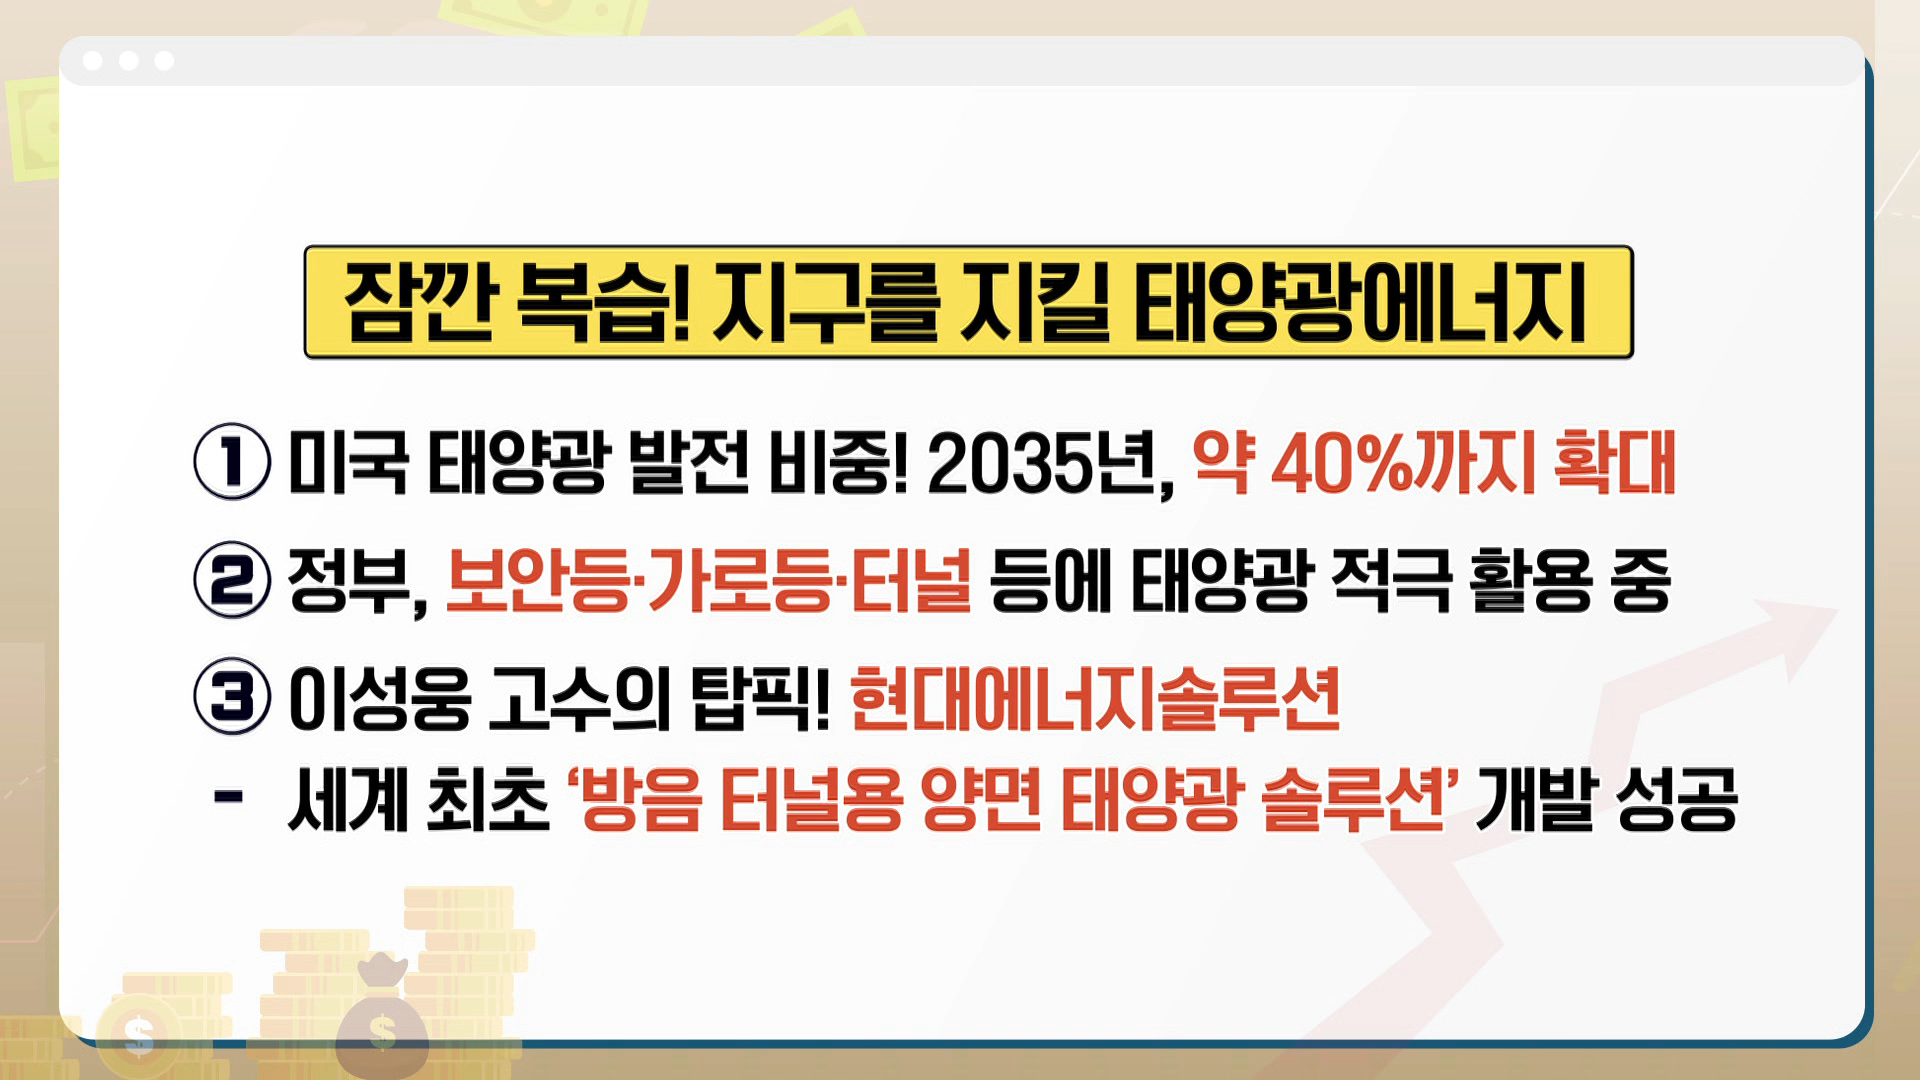 잠깐 복습! 지구를 지킬 태양광에너지
① 미국 태양광 발전 비중! 2035년, 약 40%까지 확대
② 정부, 보안등·가로등·터널 등에 태양광 적극 활용 중
③ 이성웅 고수의 탑픽! 현대에너지솔루션
- 세계 최초 ‘방음 터널용 양면 태양광 솔루션’ 개발 성공
$ $